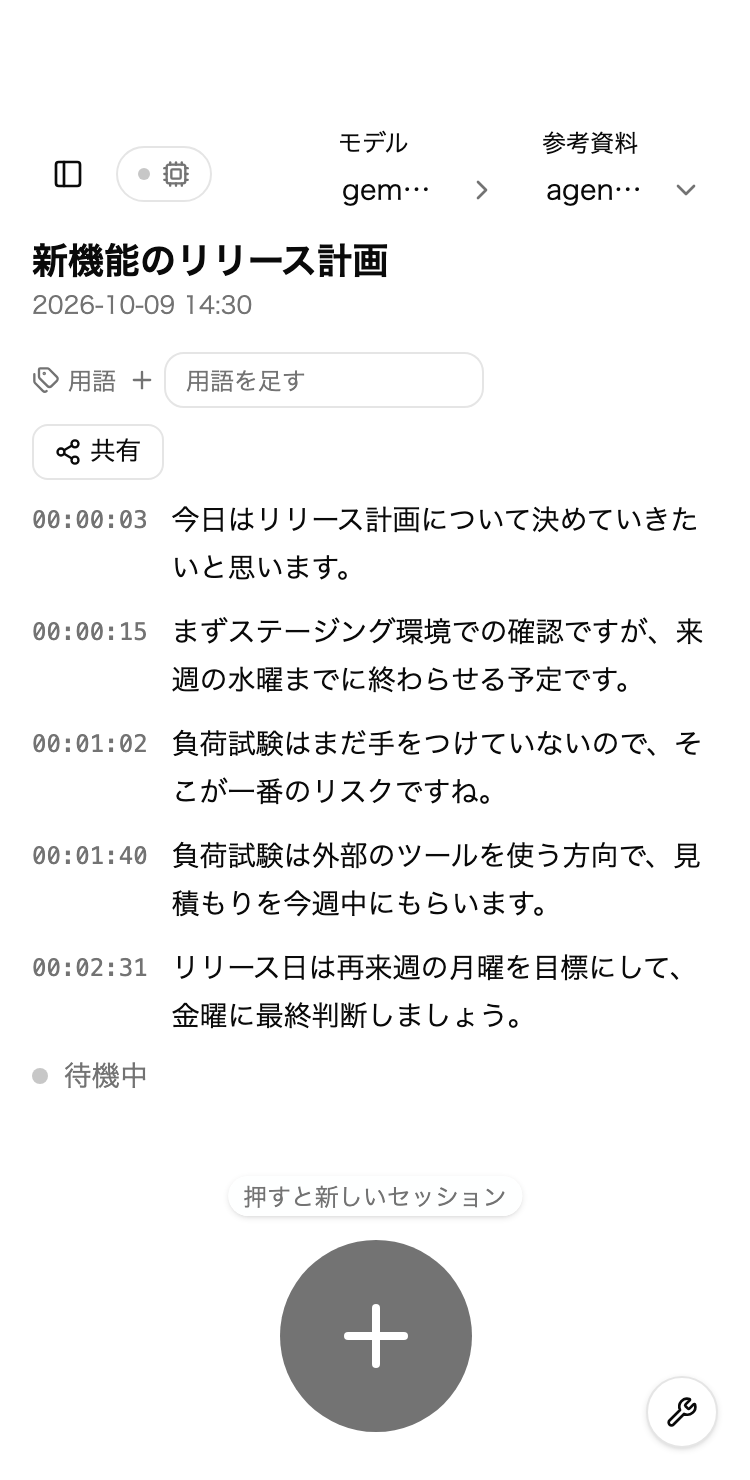 モデル
参考資料
gem…
agen…
新機能のリリース計画
2026-10-09 14:30
用語
用語を足す
共有
00:00:03 今日はリリース計画について決めていきた
いと思います。
00:00:15 まずステージング環境での確認ですが、来
週の水曜までに終わらせる予定です。
00:01:02 負荷試験はまだ手をつけていないので、そ
こが一番のリスクですね。
00:01:40 負荷試験は外部のツールを使う方向で、見
積もりを今週中にもらいます。
00:02:31 リリース日は再来週の月曜を目標にして、
金曜に最終判断しましょう。
待機中
押すと新しいセッション